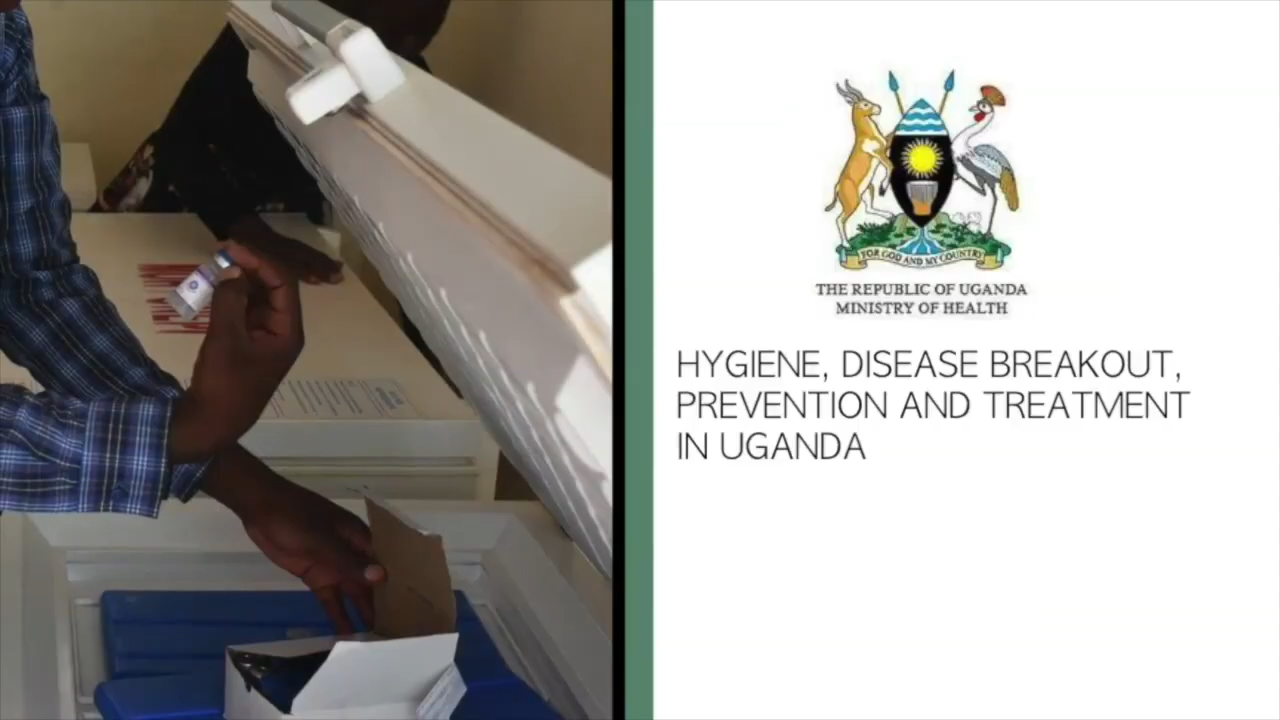 FOR GOD AND MY COUNTRY
THE REPUBLIC OF UGANDA
MINISTRY OF HEALTH
HYGIENE, DISEASE BREAKOUT,
PREVENTION AND TREATMENT
IN UGANDA